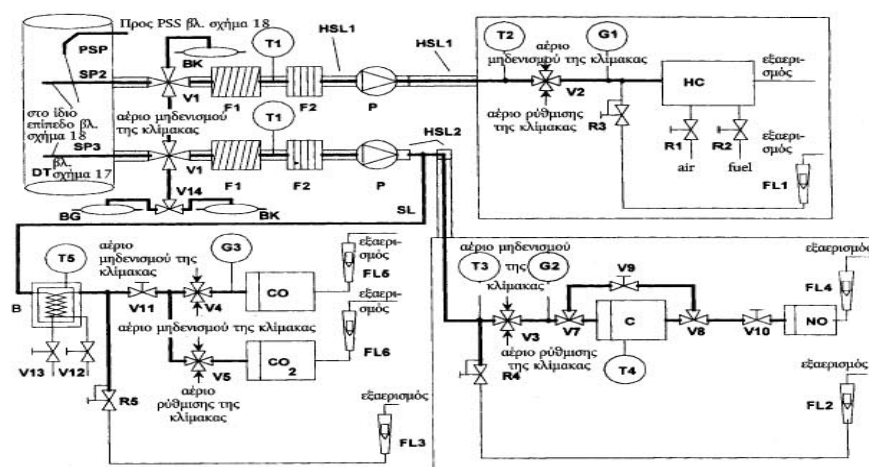 Προς PSS βλ. σχήμα 18
PSP
SP2
BK
V1
T1
HSL1
HSL1
F1
F2
P
αέριο μηδενισμού της κλίμακας
στο ίδιο
επίπεδο βλ.
σχήμα 18
SP3
βλ.
σχήμα 17
DT
V1
T1
HSL2
F1
F2
P
V14
BG
BK
SL
T2
αέριο
μηδενισμού της κλίμακας
G1
V2
αέριο ρύθμισης
της κλίμακας
HC
εξαερι-
σμός
R3
R1
R2
air
fuel
εξαερι-
σμός
FL1
T5
αέριο
μηδενισμού της
κλίμακας
G3
B
V11
V4
CO
εξαερι-
σμός
FL5
εξαερι-
σμός
αέριο μηδενισμού της κλίμακας
V5
CO
2
FL6
V13
V12
R5
αέριο
ρύθμισης της
κλίμακας
εξαερισμός
FL3
αέριο μηδενισμού
της
κλίμακας
T3
G2
V9
V3
V7
C
V8
V10
NO
εξαερισμός
FL4
T4
R4
αέριο ρύθμισης
της κλίμακας
εξαερισμός
FL2